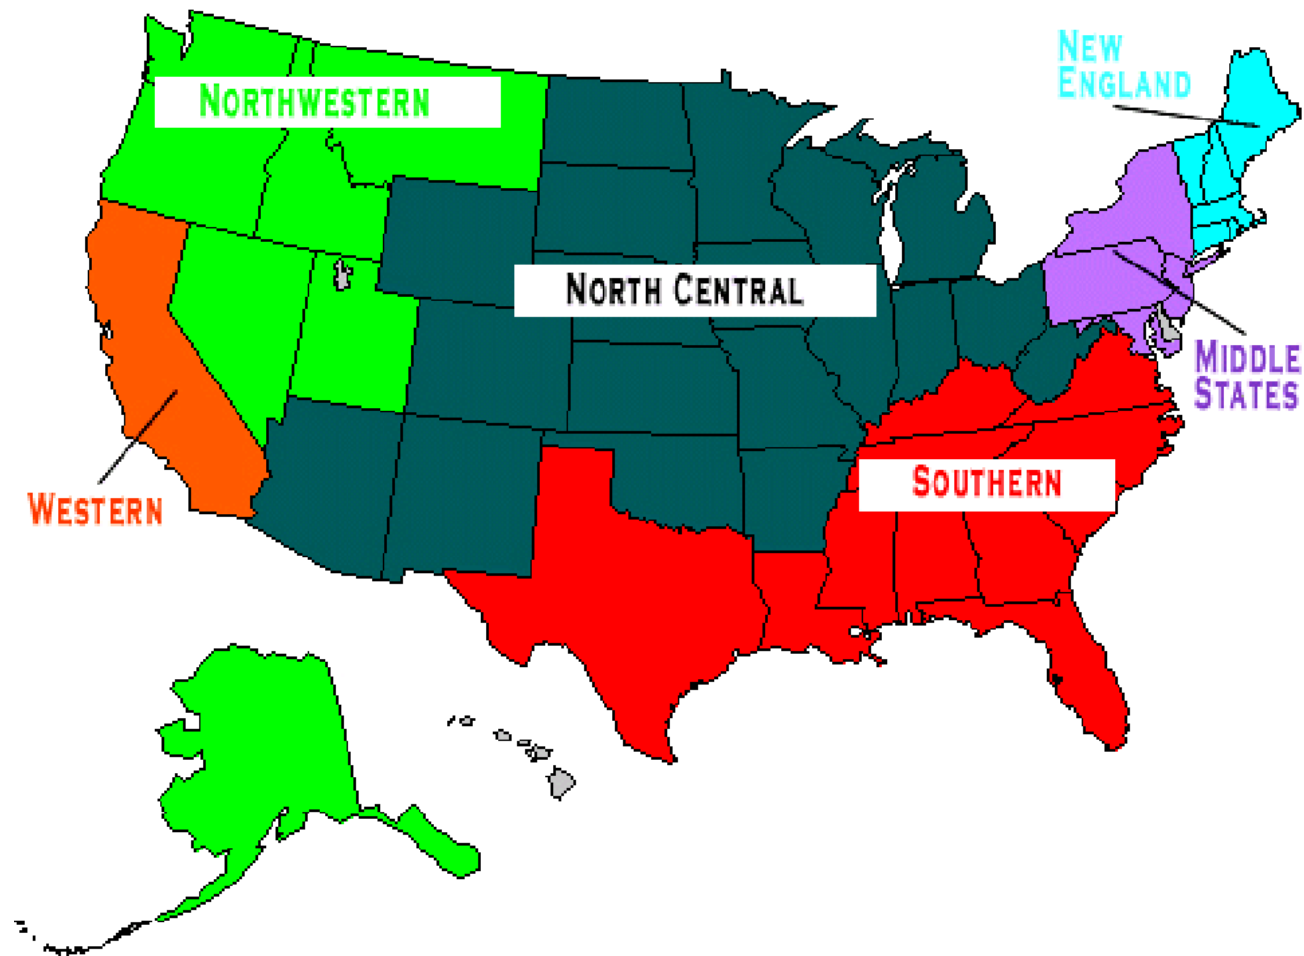 NEW
ENGLAND
NORTHWESTERN
NORTH CENTRAL
MIDDLE
STATES
SOUTHERN
WESTERN